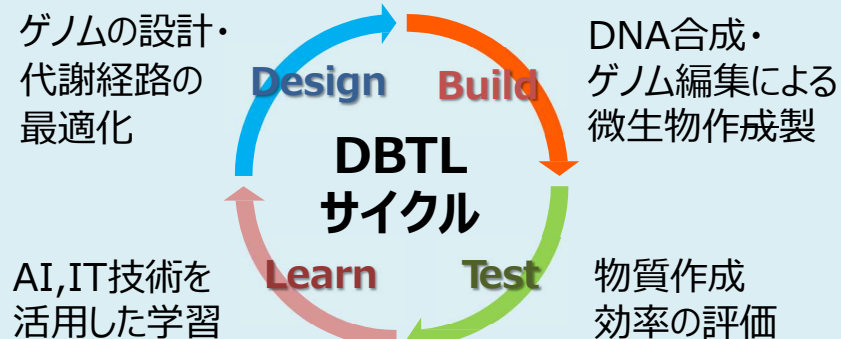 ゲノムの設計・
代謝経路の
最適化
Design
Build
DNA合成・
ゲノム編集による
微生物作成製
DBTL
サイクル
AI,IT技術を
活用した学習
Learn
Test
物質作成
効率の評価